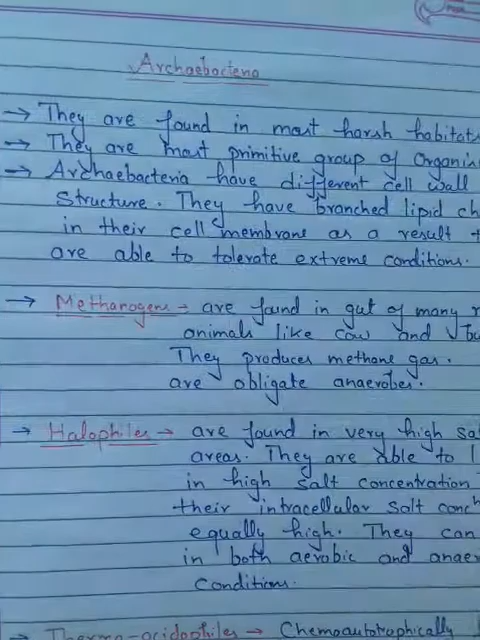 Archaebacteria
→ They are found in most harsh habitats
→ They are most primitive group of Organis
→ Archaebacteria have different cell wall
Structure. They have branched lipid ch
in their cell membrane as a result t
are able to tolerate extreme conditions.
→ Methanogens → are found in gut of many r
animals like cow and bu
They produces methane gas.
are obligate anaerobes.
→ Halophiles → are found in very high sa
areas. They are able to l
in high salt concentration
their intracellular salt conc
equally high. They can
in both aerobic and anae
conditions.
→ Thermo-acidophiles → Chemoautotrophically